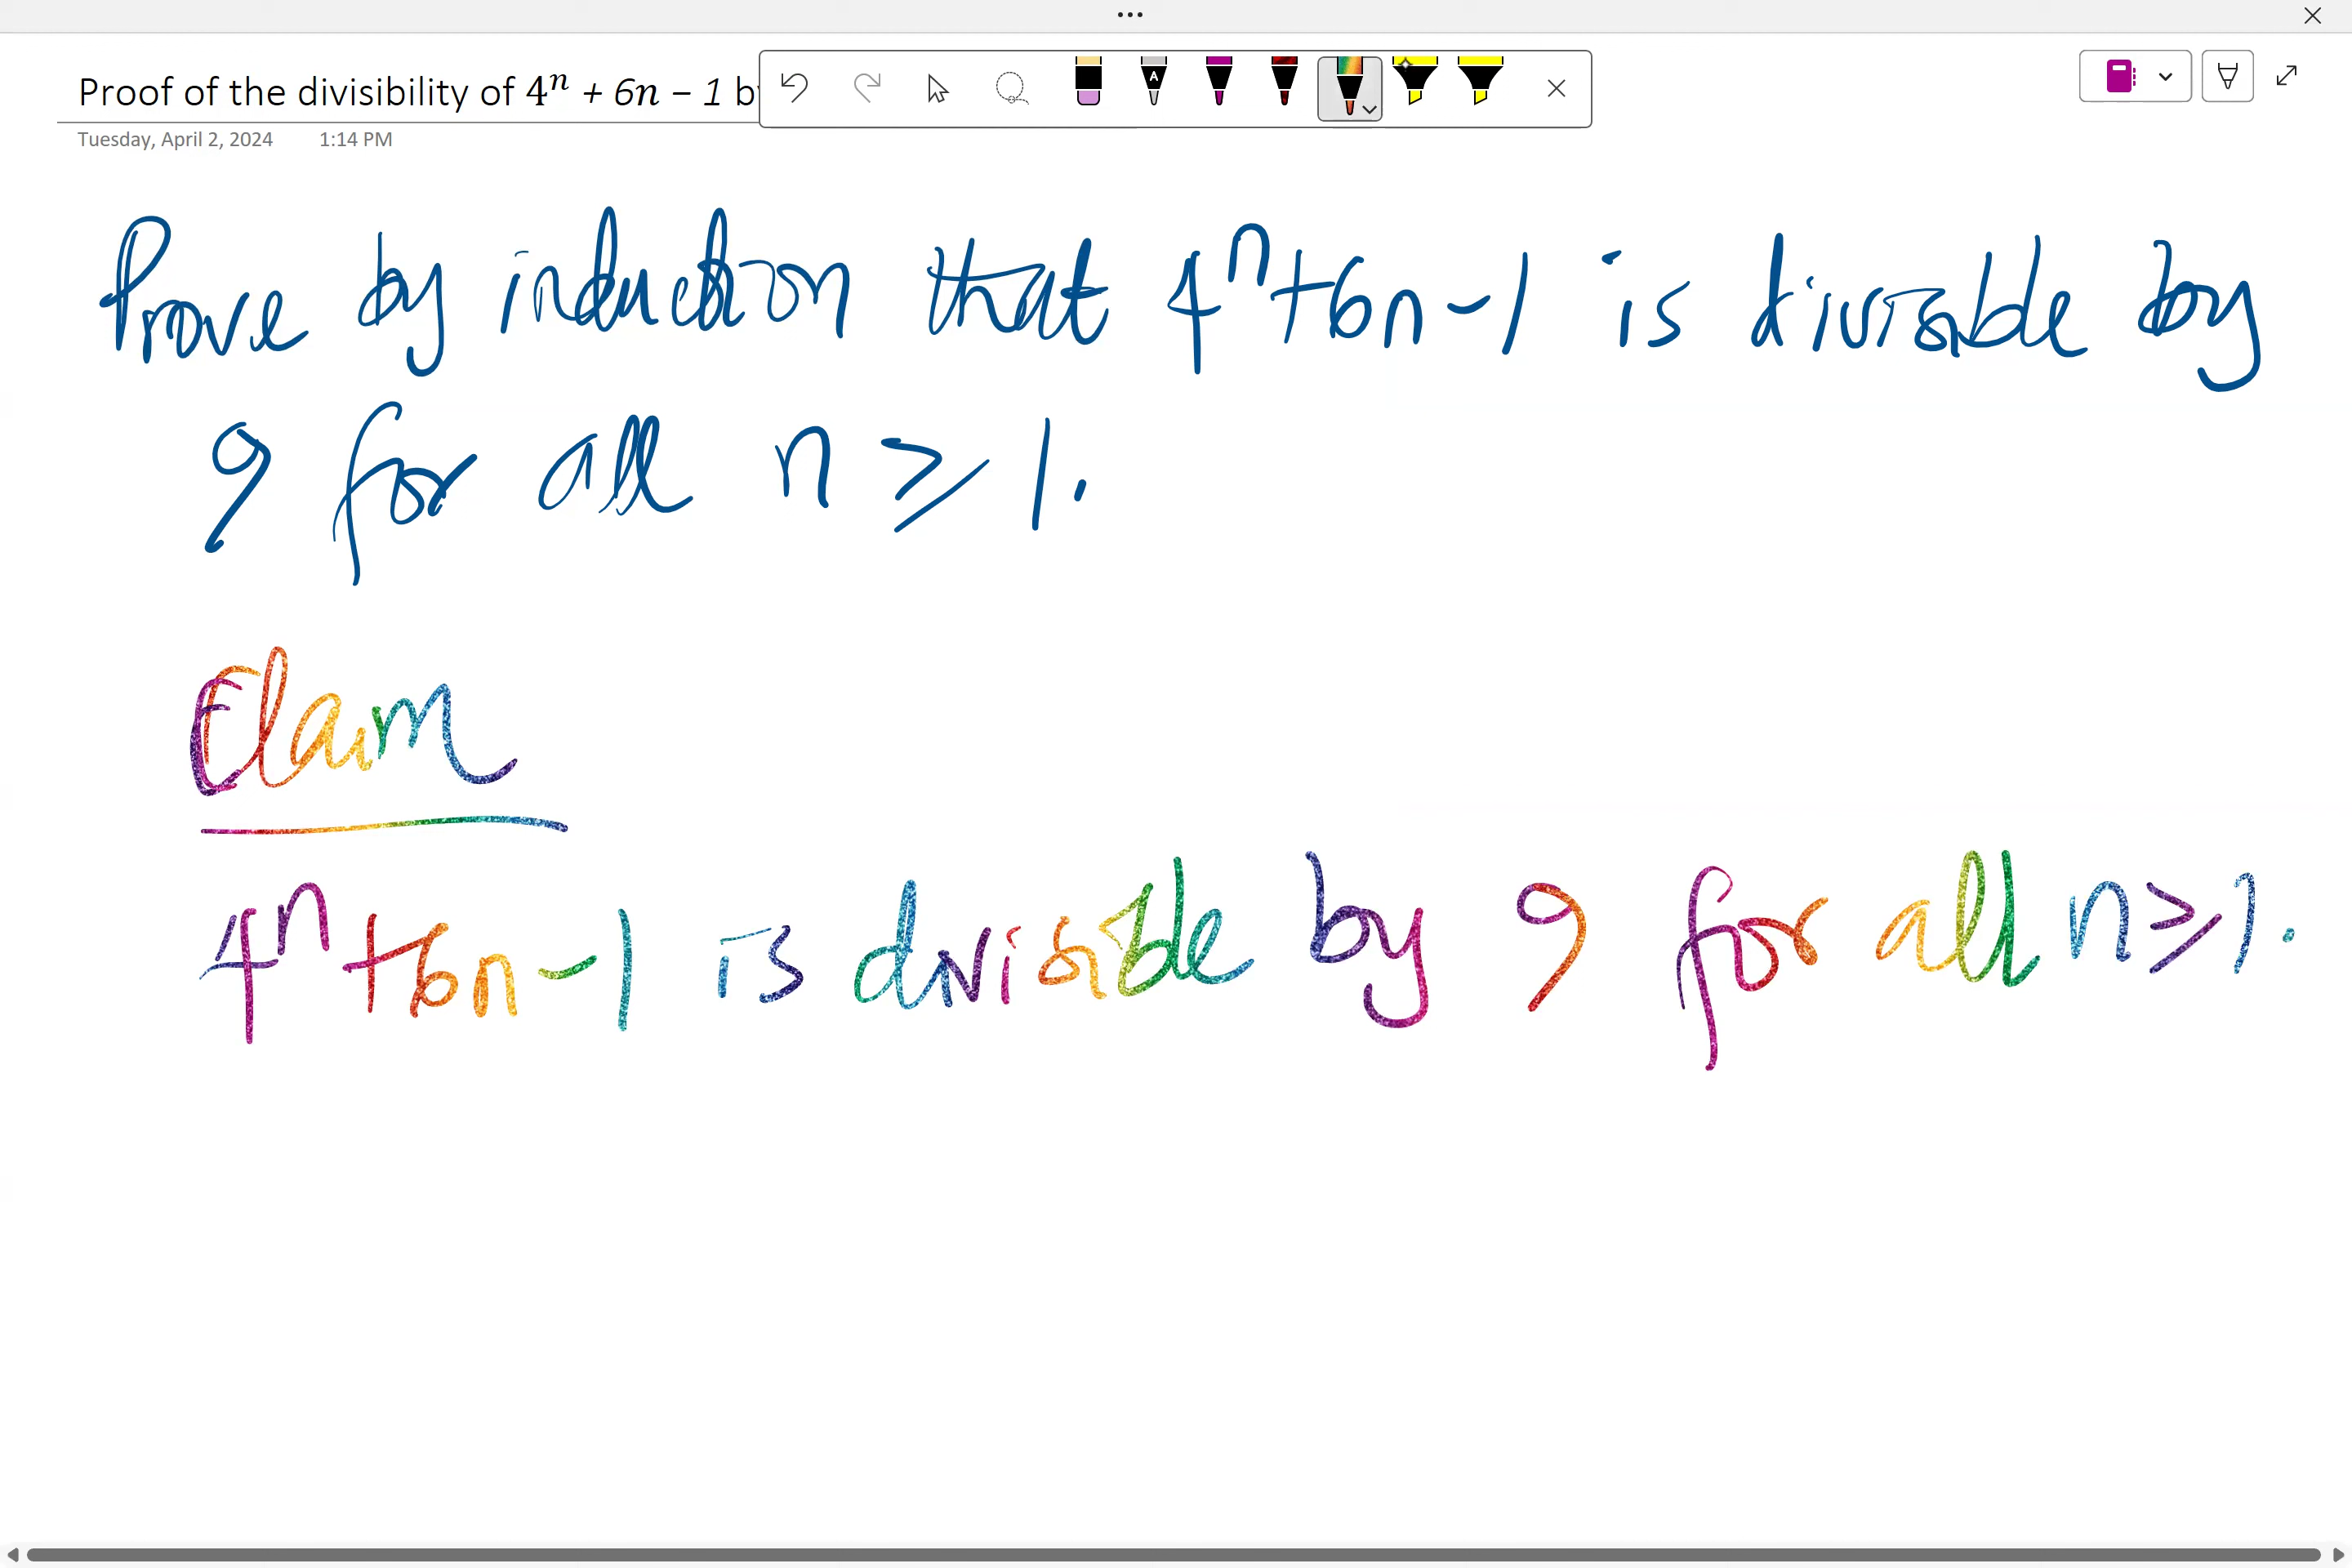 Proof of the divisibility of 4ⁿ + 6n − 1 b
Tuesday, April 2, 2024 1:14 PM
Prove by induction that 4ⁿ+6n-1 is divisible by
9 for all n ≥ 1.
Claim
4ⁿ+6n-1 is divisible by 9 for all n≥1.